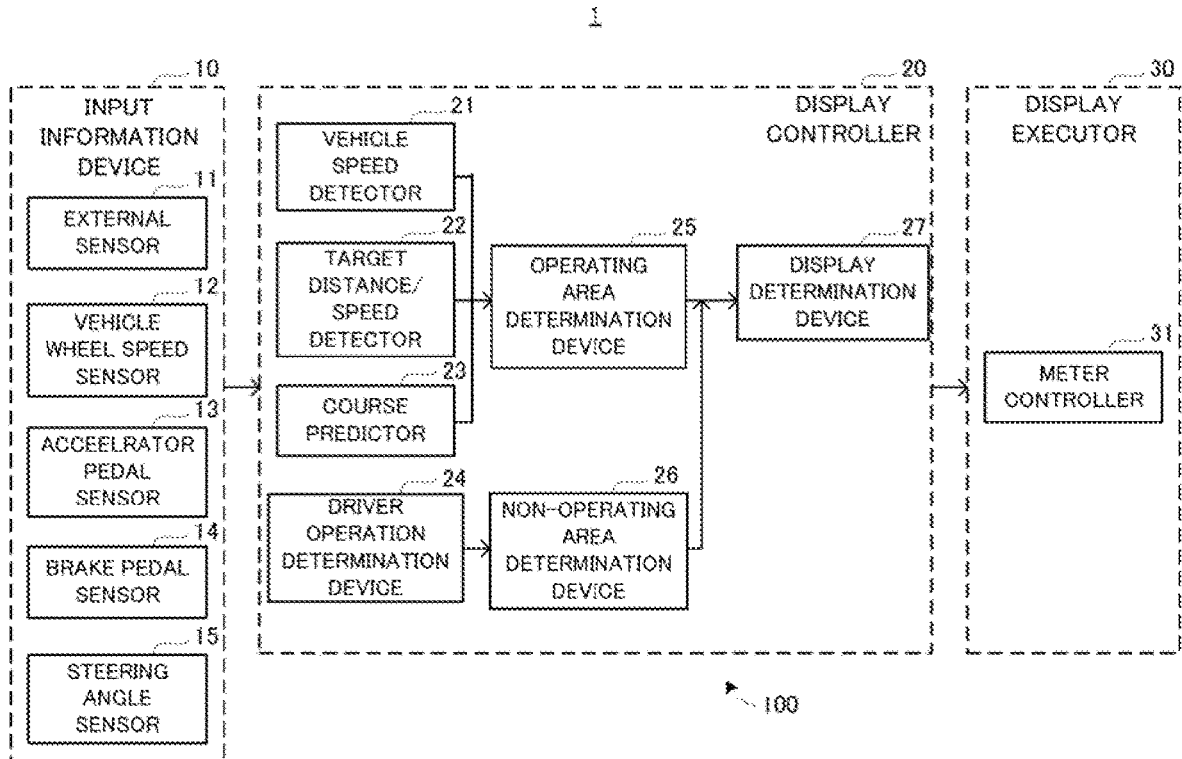 1
10
INPUT
INFORMATION
DEVICE
11
EXTERNAL
SENSOR
12
VEHICLE
WHEEL SPEED
SENSOR
13
ACCEELRATOR
PEDAL
SENSOR
14
BRAKE PEDAL
SENSOR
15
STEERING
ANGLE
SENSOR
20
DISPLAY
CONTROLLER
21
VEHICLE
SPEED
DETECTOR
22
TARGET
DISTANCE/
SPEED
DETECTOR
23
COURSE
PREDICTOR
24
DRIVER
OPERATION
DETERMINATION
DEVICE
25
OPERATING
AREA
DETERMINATION
DEVICE
26
NON-OPERATING
AREA
DETERMINATION
DEVICE
27
DISPLAY
DETERMINATION
DEVICE
30
DISPLAY
EXECUTOR
31
METER
CONTROLLER
100